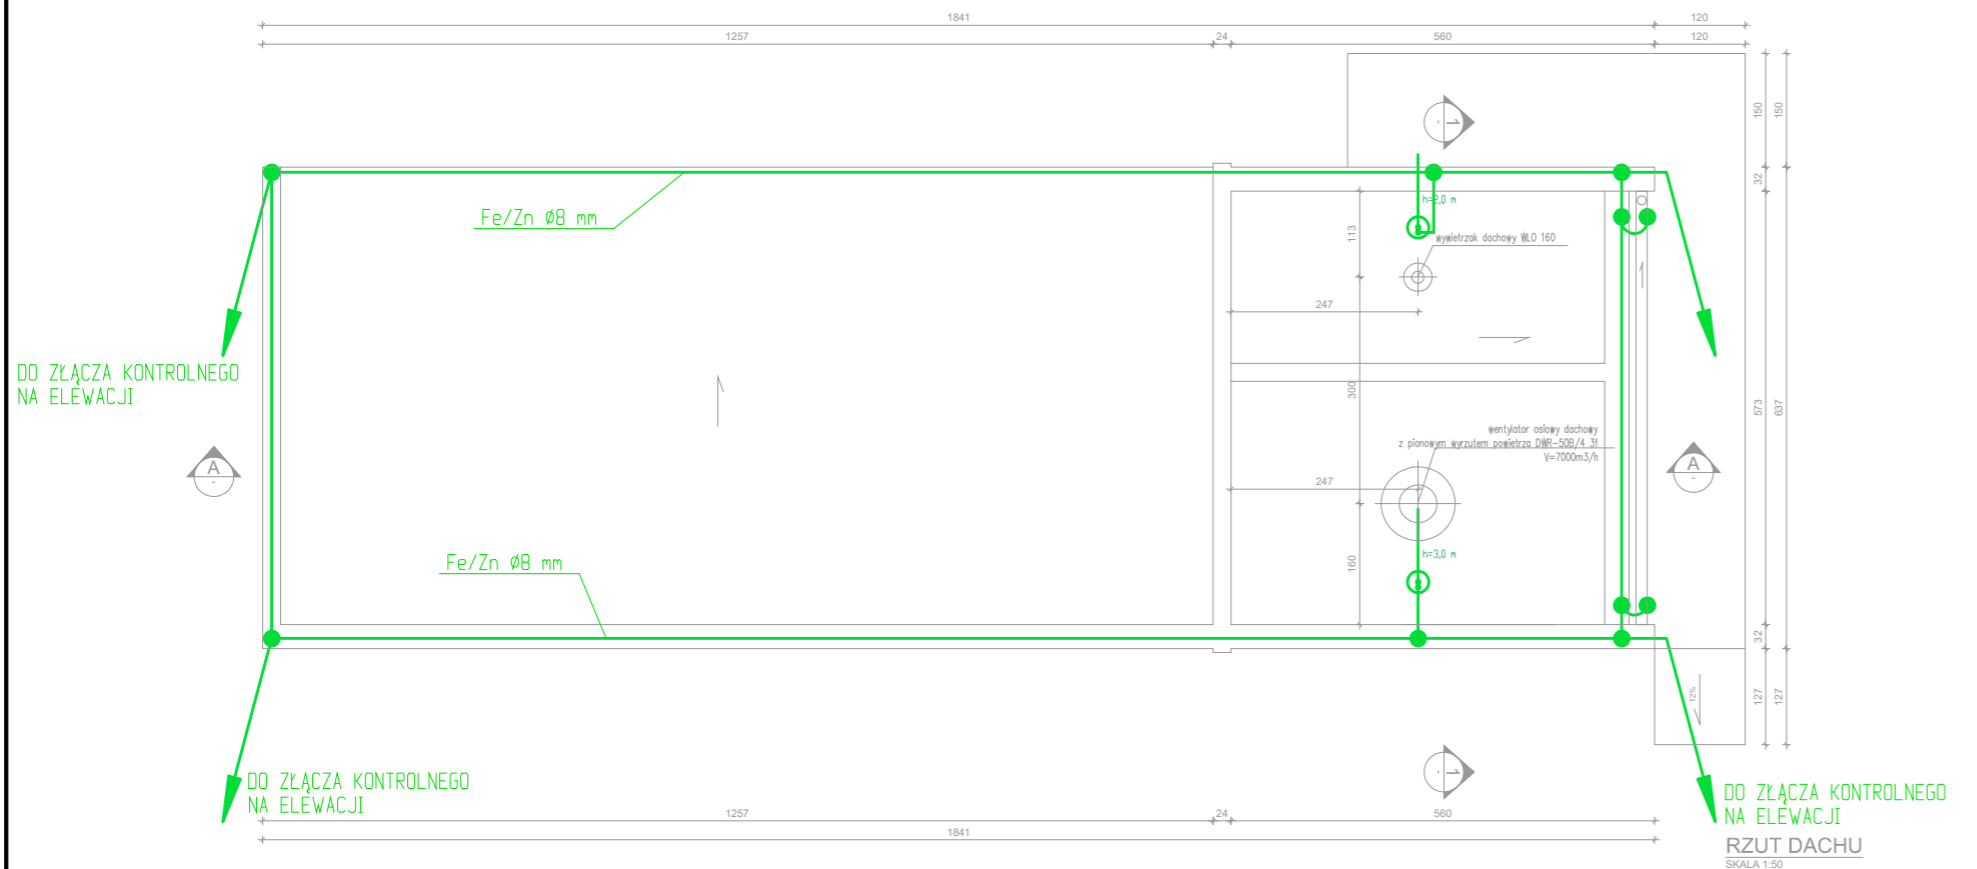 1841
120
1257
24
560
120
150
150
1
-
32
Fe/Zn Ø8 mm
h=2,0 m
113
wywietrzak dachowy WLO 160
247
DO ZŁĄCZA KONTROLNEGO
NA ELEWACJI
300
573
637
wentylator osiowy dachowy
z pionowym wyrzutem powietrza DWR-50B/4 3f
V=7000m3/h
A
-
A
-
247
Fe/Zn Ø8 mm
h=3,0 m
160
32
12%
127
127
1
-
DO ZŁĄCZA KONTROLNEGO
NA ELEWACJI
DO ZŁĄCZA KONTROLNEGO
NA ELEWACJI
1257
24
560
1841
RZUT DACHU
SKALA 1:50